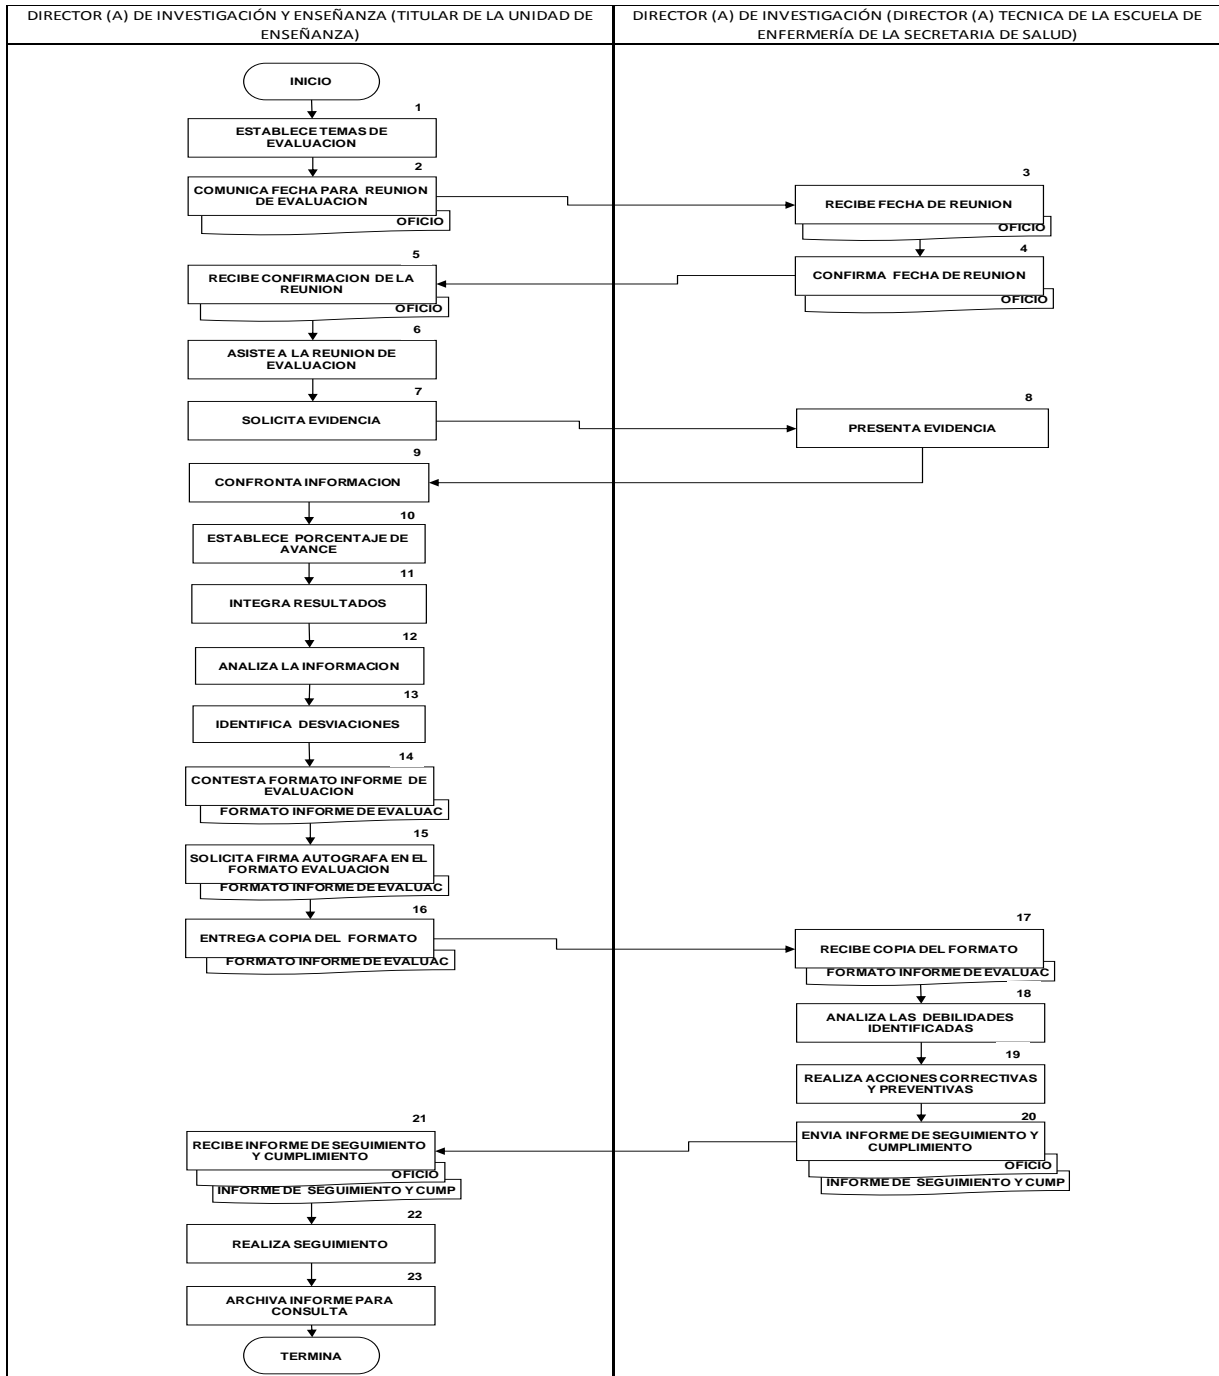 DIRECTOR (A) DE INVESTIGACIÓN Y ENSEÑANZA (TITULAR DE LA UNIDAD DE
ENSEÑANZA)
DIRECTOR (A) DE INVESTIGACIÓN (DIRECTOR (A) TECNICA DE LA ESCUELA DE
ENFERMERÍA DE LA SECRETARIA DE SALUD)
INICIO
1
ESTABLECE TEMAS DE
EVALUACION
2
COMUNICA FECHA PARA REUNION
DE EVALUACION
OFICIO
3
RECIBE FECHA DE REUNION
OFICIO
4
CONFIRMA FECHA DE REUNION
OFICIO
5
RECIBE CONFIRMACION DE LA
REUNION
OFICIO
6
ASISTE A LA REUNION DE
EVALUACION
7
SOLICITA EVIDENCIA
8
PRESENTA EVIDENCIA
9
CONFRONTA INFORMACION
10
ESTABLECE PORCENTAJE DE
AVANCE
11
INTEGRA RESULTADOS
12
ANALIZA LA INFORMACION
13
IDENTIFICA DESVIACIONES
14
CONTESTA FORMATO INFORME DE
EVALUACION
FORMATO INFORME DE EVALUAC
15
SOLICITA FIRMA AUTOGRAFA EN EL
FORMATO EVALUACION
FORMATO INFORME DE EVALUAC
16
ENTREGA COPIA DEL FORMATO
FORMATO INFORME DE EVALUAC
17
RECIBE COPIA DEL FORMATO
FORMATO INFORME DE EVALUAC
18
ANALIZA LAS DEBILIDADES
IDENTIFICADAS
19
REALIZA ACCIONES CORRECTIVAS
Y PREVENTIVAS
20
ENVIA INFORME DE SEGUIMIENTO Y
CUMPLIMIENTO
OFICIO
INFORME DE SEGUIMIENTO Y CUMP
21
RECIBE INFORME DE SEGUIMIENTO
Y CUMPLIMIENTO
OFICIO
INFORME DE SEGUIMIENTO Y CUMP
22
REALIZA SEGUIMIENTO
23
ARCHIVA INFORME PARA
CONSULTA
TERMINA